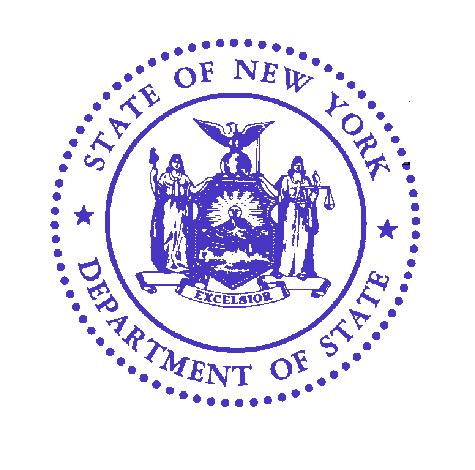 STATE OF NEW YORK
EXCELSIOR
DEPARTMENT OF STATE